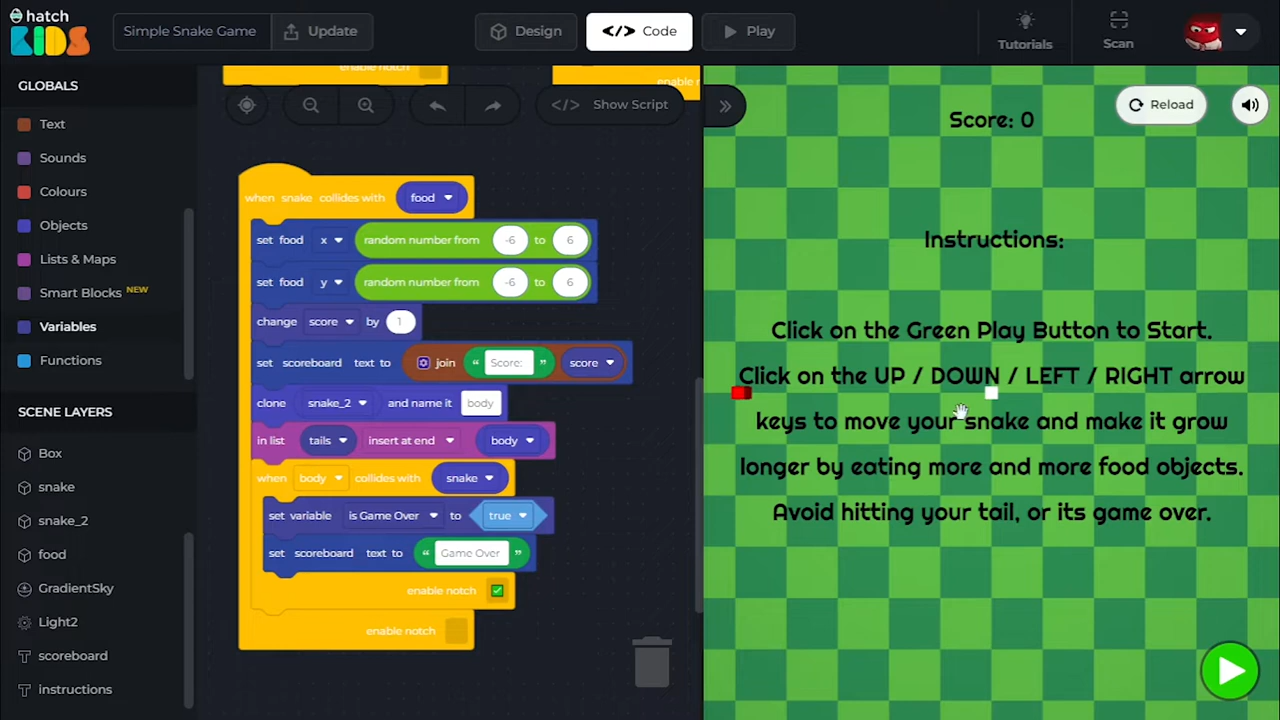 hatch
KIDS
Simple Snake Game
Update
Design
</> Code
Play
Tutorials
Scan
GLOBALS
Text
Sounds
Colours
Objects
Lists & Maps
Smart Blocks NEW
Variables
Functions
SCENE LAYERS
Box
snake
snake_2
food
GradientSky
Light2
scoreboard
instructions
enable notch
enable n
</> Show Script
when snake collides with food
set food x random number from -6 to 6
set food y random number from -6 to 6
change score by 1
set scoreboard text to join “ Score: ” score
clone snake_2 and name it body
in list tails insert at end body
when body collides with snake
set variable is Game Over to true
set scoreboard text to “ Game Over ”
enable notch
enable notch
Reload
Score: 0
Instructions:
Click on the Green Play Button to Start.
Click on the UP / DOWN / LEFT / RIGHT arrow
keys to move your snake and make it grow
longer by eating more and more food objects.
Avoid hitting your tail, or its game over.